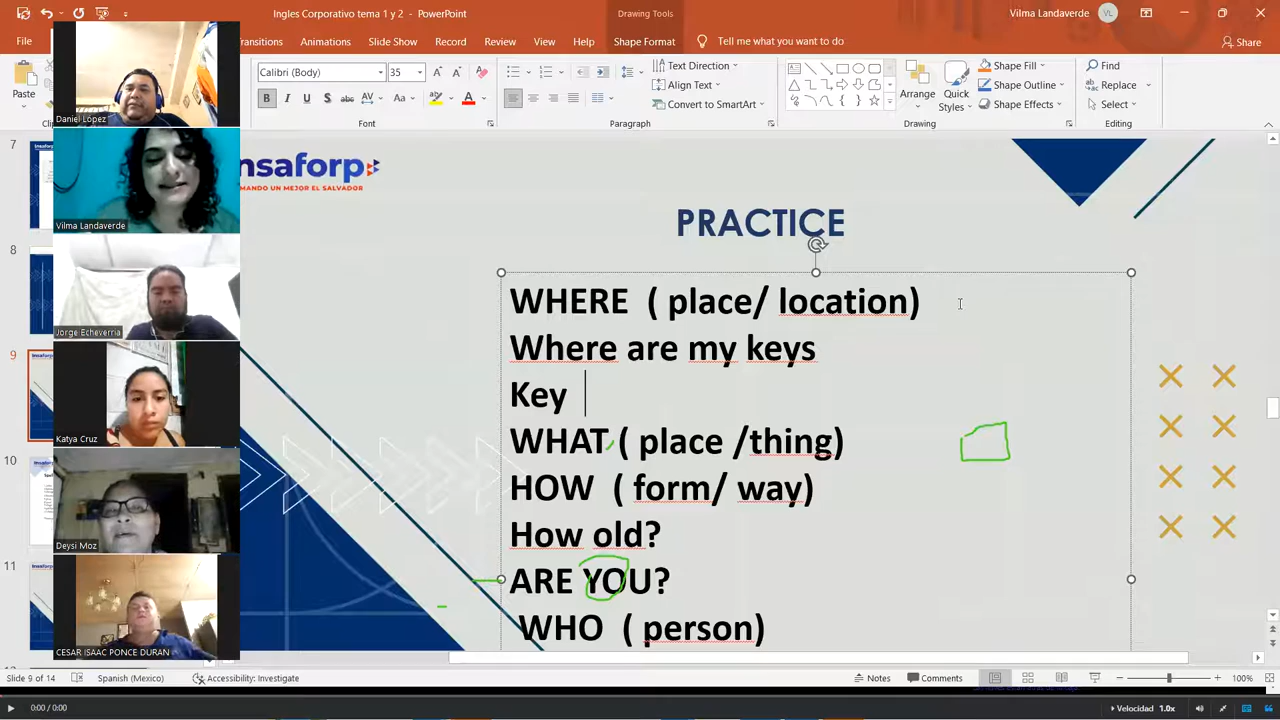 Ingles Corporativo tema 1 y 2 - PowerPoint
Drawing Tools
Vilma Landaverde
VL
File
Transitions
Animations
Slide Show
Record
Review
View
Help
Shape Format
Tell me what you want to do
Share
Paste
Calibri (Body)
35
Text Direction
Align Text
Convert to SmartArt
Arrange
Quick
Styles
Shape Fill
Shape Outline
Shape Effects
Find
Replace
Select
Font
Paragraph
Drawing
Editing
Daniel López
Vilma Landaverde
Jorge Echeverria
Katya Cruz
Deysi Moz
CESAR ISAAC PONCE DURAN
7
8
9
10
11
nsaforp
MANDO UN MEJOR EL SALVADOR
PRACTICE
WHERE ( place/ location)
Where are my keys
Key
WHAT ( place /thing)
HOW ( form/ way)
How old?
ARE YOU?
WHO ( person)
Slide 9 of 14
Spanish (Mexico)
Accessibility: Investigate
Notes
Comments
100%
0:00 / 0:00
Velocidad 1.0x